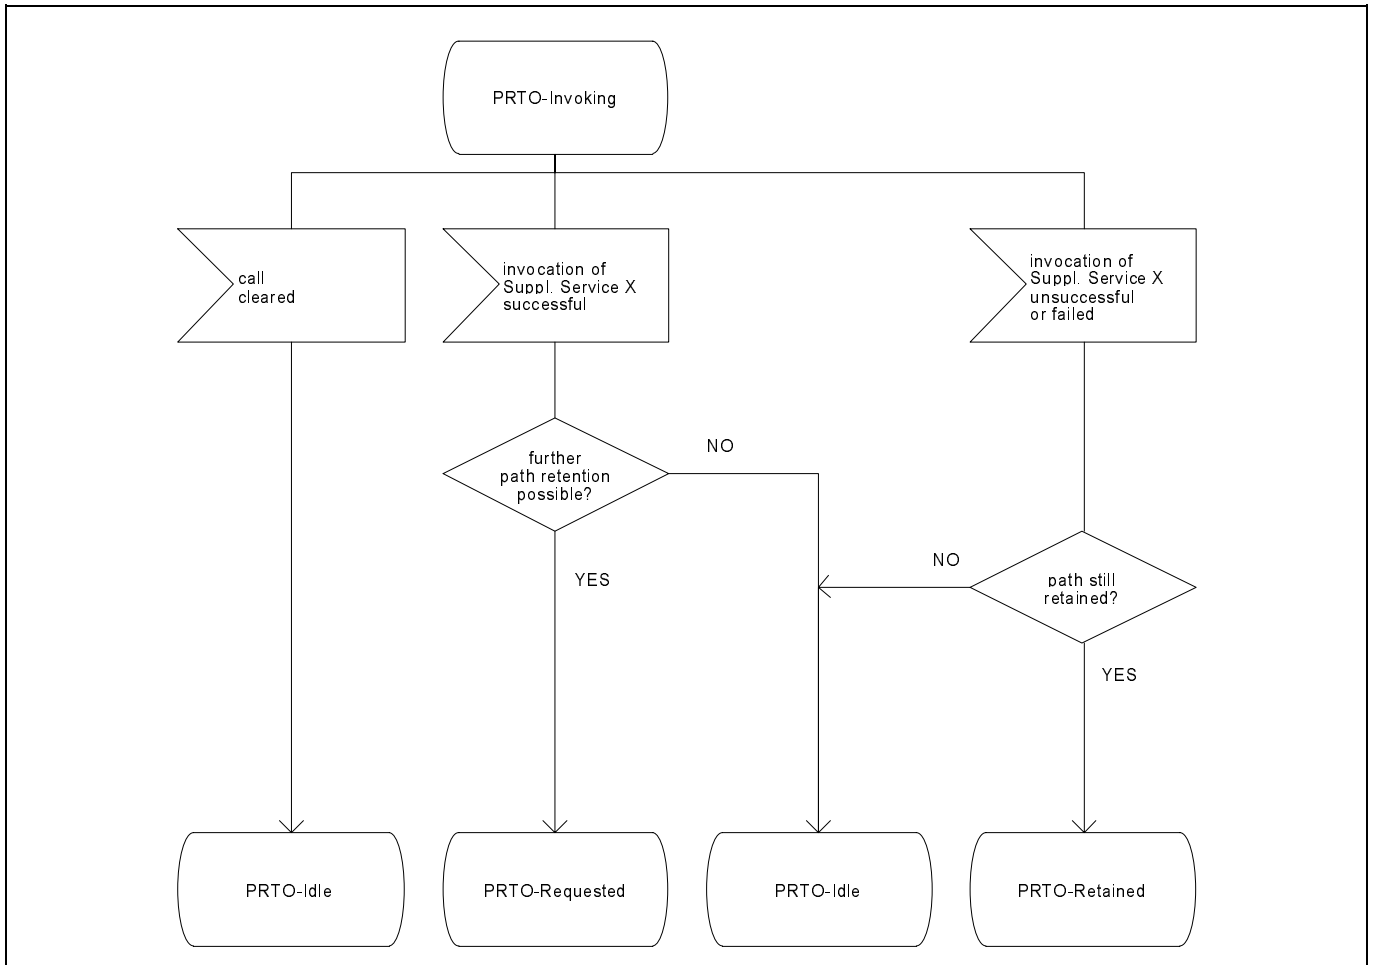 PRTO-Invoking
call
cleared
invocation of
Suppl. Service X
successful
invocation of
Suppl. Service X
unsuccessful
or failed
further
path retention
possible?
NO
YES
NO
path still
retained?
YES
PRTO-Idle
PRTO-Requested
PRTO-Idle
PRTO-Retained